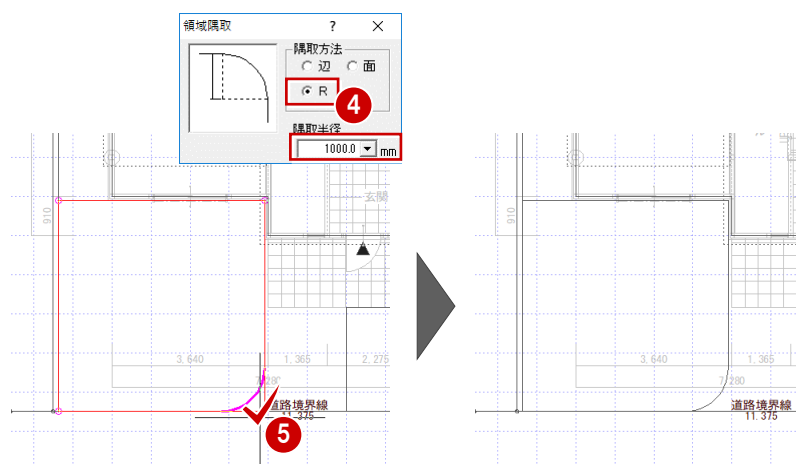 領域隅取 ? ×
隅取方法
辺 面
R
4
隅取半径
1000.0 mm
910
玄関
3,640 1,365 2,275
7,280
道路境界線
11.375
5
910
3,640 1,365
7,280
道路境界線
11.375